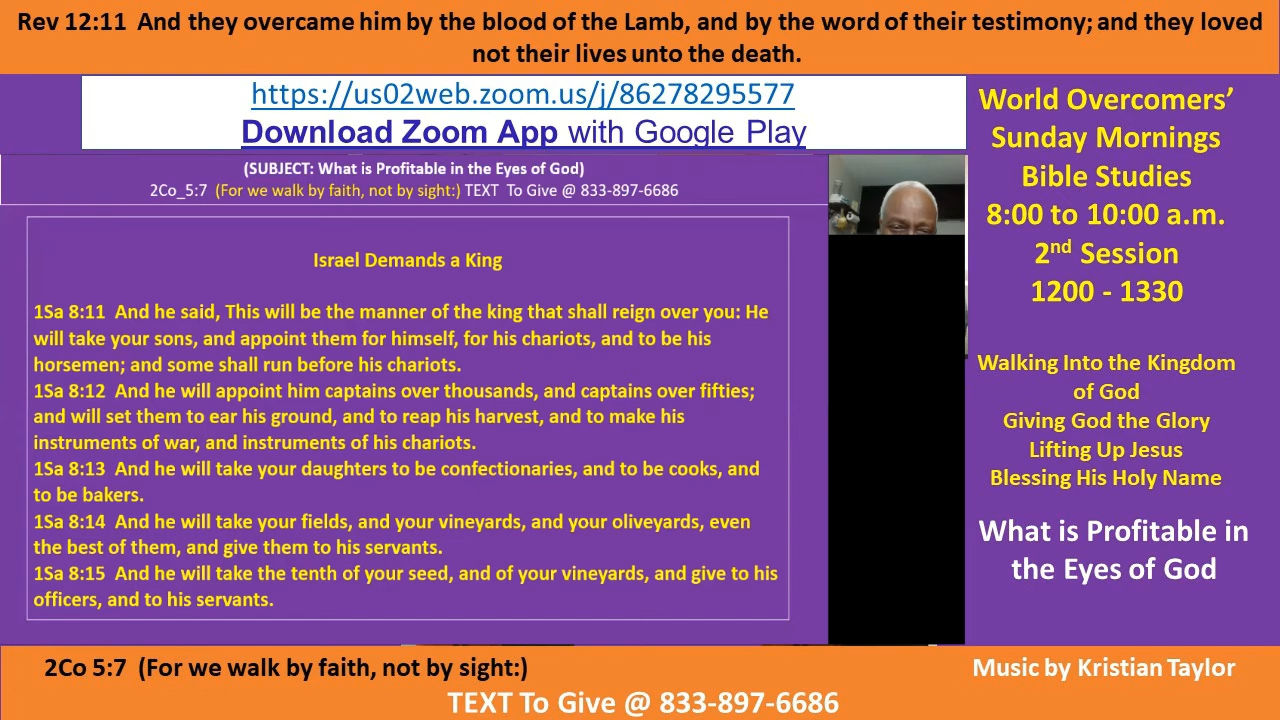 Rev 12:11  And they overcame him by the blood of the Lamb, and by the word of their testimony; and they loved
not their lives unto the death.
https://us02web.zoom.us/j/86278295577
Download Zoom App with Google Play
(SUBJECT: What is Profitable in the Eyes of God)
2Co_5:7  (For we walk by faith, not by sight:) TEXT  To Give @ 833-897-6686
Israel Demands a King
1Sa 8:11  And he said, This will be the manner of the king that shall reign over you: He
will take your sons, and appoint them for himself, for his chariots, and to be his
horsemen; and some shall run before his chariots.
1Sa 8:12  And he will appoint him captains over thousands, and captains over fifties;
and will set them to ear his ground, and to reap his harvest, and to make his
instruments of war, and instruments of his chariots.
1Sa 8:13  And he will take your daughters to be confectionaries, and to be cooks, and
to be bakers.
1Sa 8:14  And he will take your fields, and your vineyards, and your oliveyards, even
the best of them, and give them to his servants.
1Sa 8:15  And he will take the tenth of your seed, and of your vineyards, and give to his
officers, and to his servants.
World Overcomers’
Sunday Mornings
Bible Studies
8:00 to 10:00 a.m.
2nd Session
1200 - 1330
Walking Into the Kingdom
of God
Giving God the Glory
Lifting Up Jesus
Blessing His Holy Name
What is Profitable in
the Eyes of God
2Co 5:7  (For we walk by faith, not by sight:)
Music by Kristian Taylor
TEXT To Give @ 833-897-6686